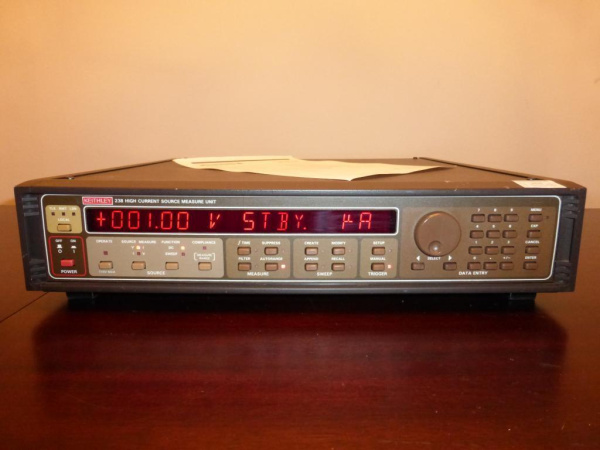 KEITHLEY 238 HIGH CURRENT SOURCE MEASURE UNIT
+001.00 V STBY. µA
OFF
POWER
OPERATE
SOURCE MEASURE
FUNCTION
COMPLIANCE
SOURCE
TIME
SUPPRESS
FILTER
AUTORANGE
MEASURE
CREATE
MODIFY
APPEND
RECALL
SWEEP
SETUP
MANUAL
TRIGGER
SELECT
DATA ENTRY
MENU
CANCEL
ENTER